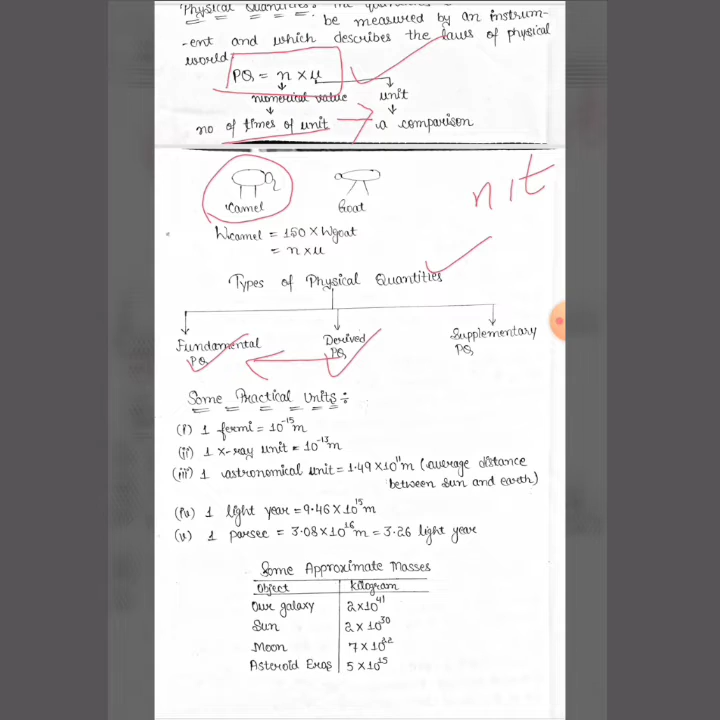 Physical Quantities:
be measured by an instrum-
-ent and which describes the laws of physical
world
PQ = n × u
numerical value unit
no of times of unit a comparison
Camel Goat
n1t
Wcamel = 150 × Wgoat
= n × u
Types of Physical Quantities
Fundamental PQ
Derived PQ
Supplementary PQ
Some Practical Units :
(i) 1 fermi = 10⁻¹⁵ m
(ii) 1 x-ray unit = 10⁻¹³ m
(iii) 1 astronomical unit = 1.49 × 10¹¹ m (average distance
between sun and earth)
(iv) 1 light year = 9.46 × 10¹⁵ m
(v) 1 parsec = 3.08 × 10¹⁶ m = 3.26 light year
Some Approximate Masses
Object Kilogram
Our galaxy 2 × 10⁴¹
Sun 2 × 10³⁰
Moon 7 × 10²²
Asteroid Eros 5 × 10¹⁵